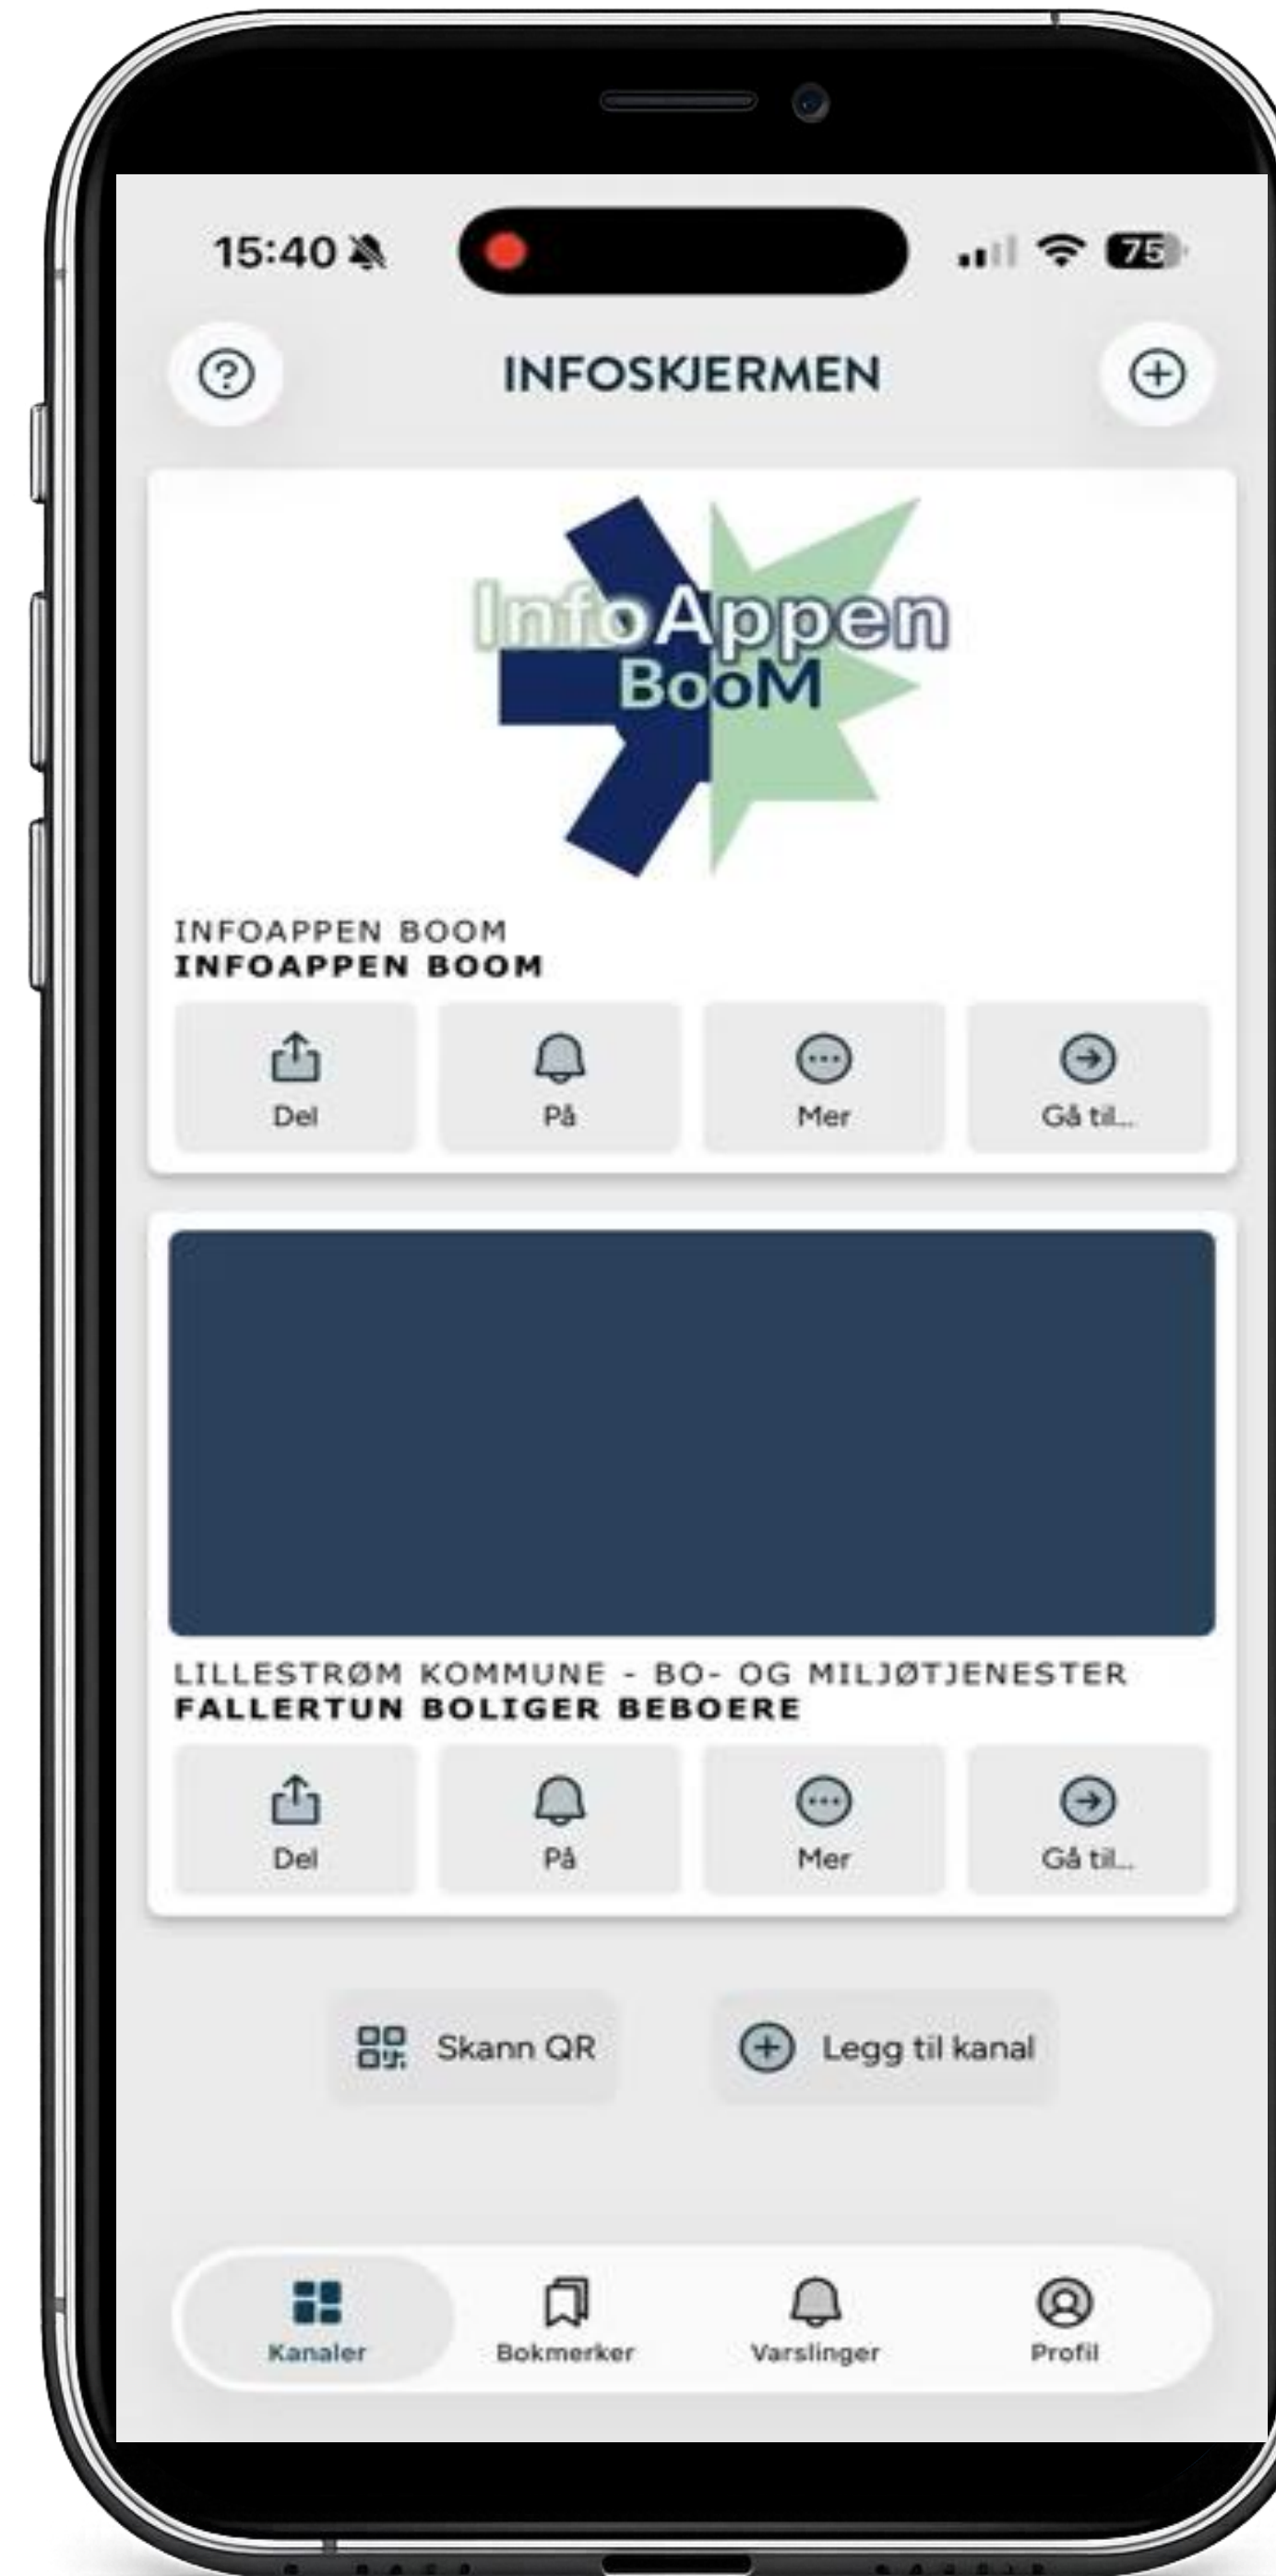 15:40
75
INFOSKJERMEN
InfoAppen
BooM
INFOAPPEN BOOM
INFOAPPEN BOOM
Del
På
Mer
Gå til...
LILLESTRØM KOMMUNE - BO- OG MILJØTJENESTER
FALLERTUN BOLIGER BEBOERE
Del
På
Mer
Gå til...
Skann QR
Legg til kanal
Kanaler
Bokmerker
Varslinger
Profil